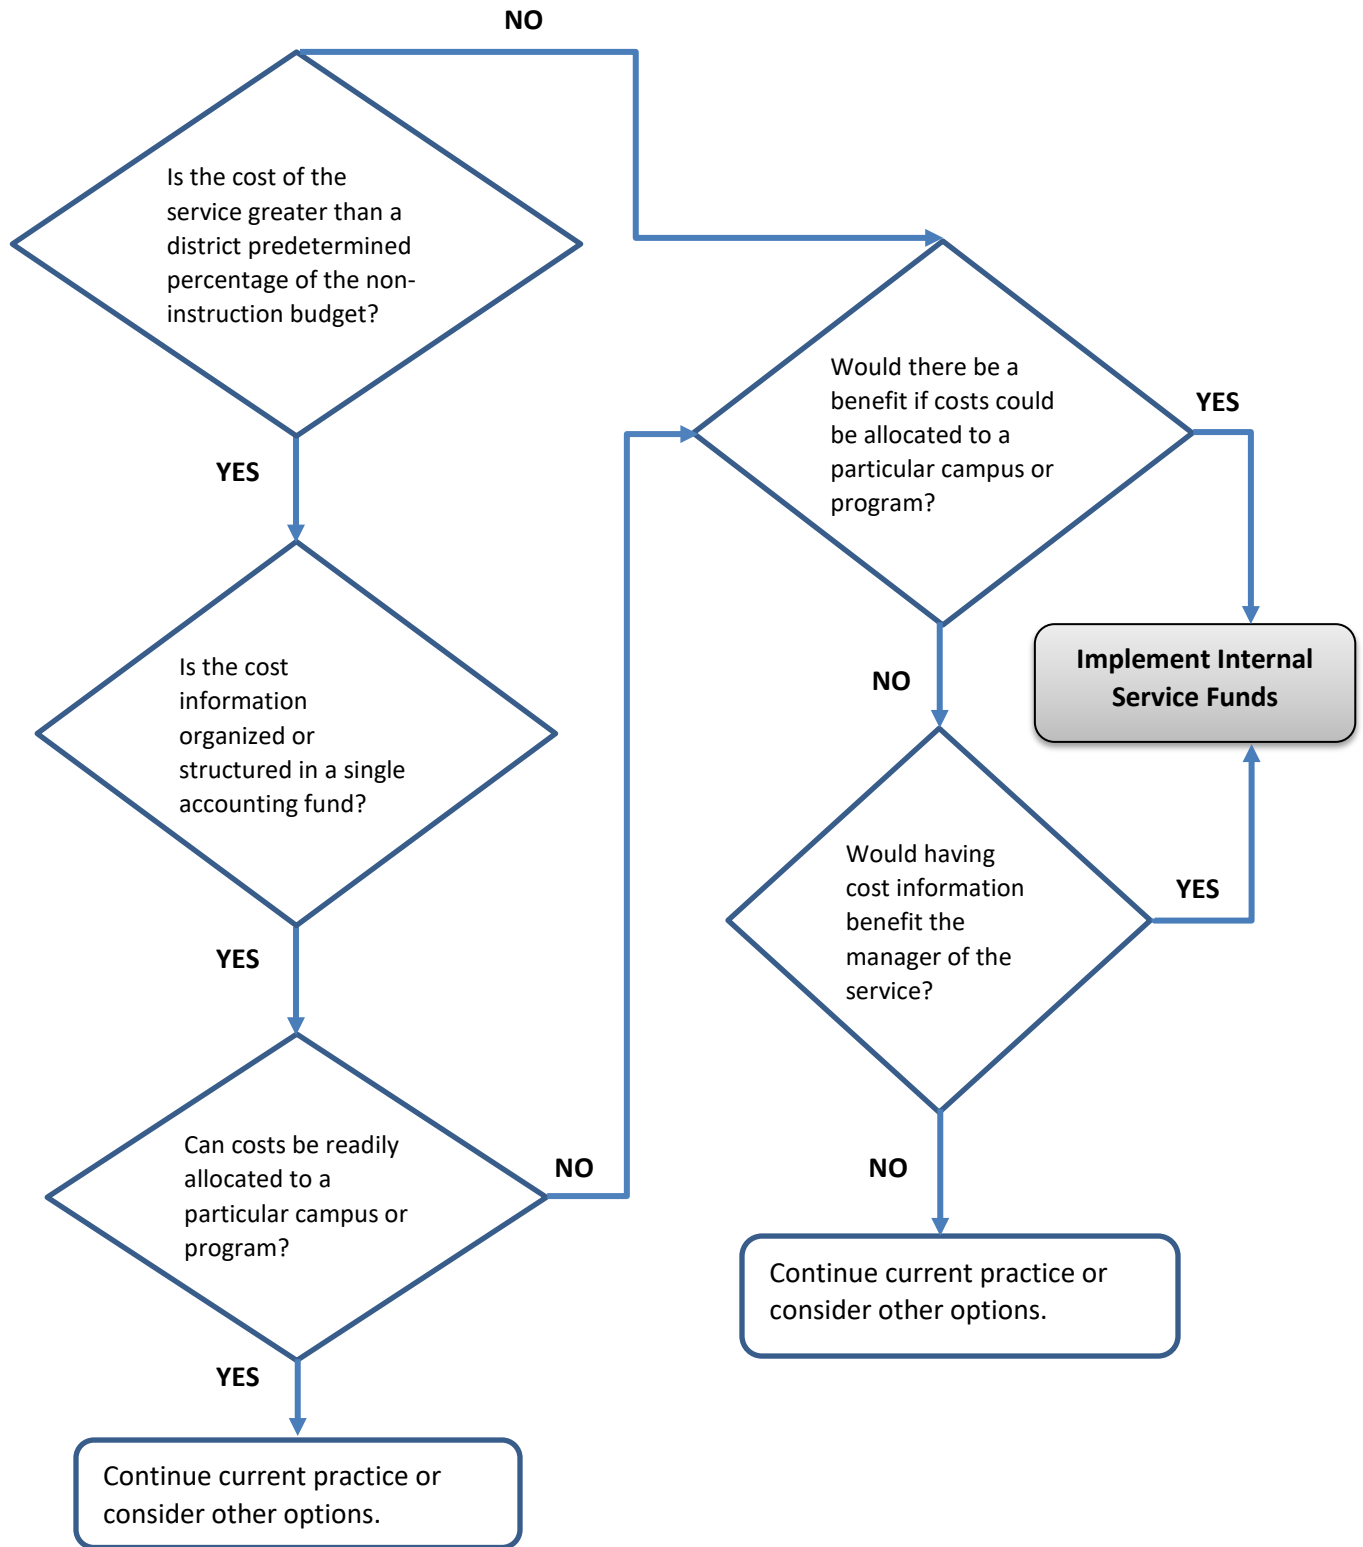 NO
Is the cost of the
service greater than a
district predetermined
percentage of the non-
instruction budget?
YES
Would there be a
benefit if costs could
be allocated to a
particular campus or
program?
YES
Is the cost
information
organized or
structured in a single
accounting fund?
NO
Implement Internal
Service Funds
YES
Would having
cost information
benefit the
manager of the
service?
YES
Can costs be readily
allocated to a
particular campus or
program?
NO
NO
Continue current practice or
consider other options.
YES
Continue current practice or
consider other options.